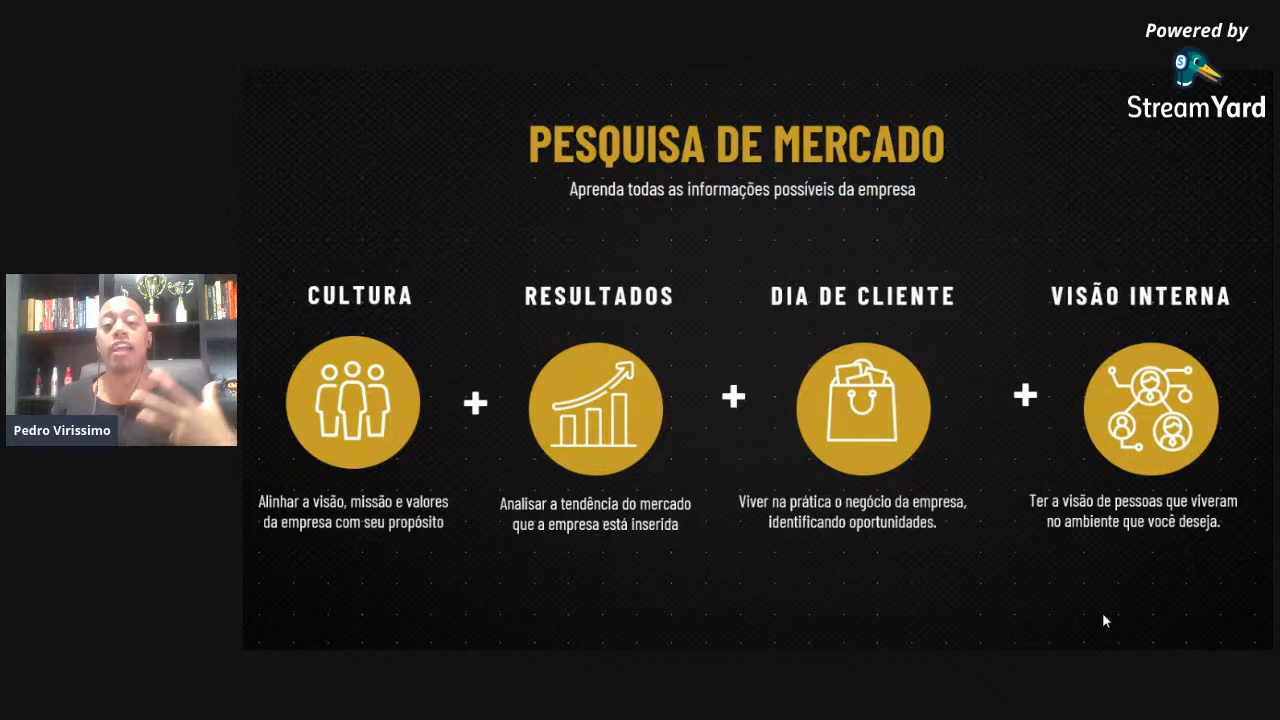 Powered by
StreamYard
PESQUISA DE MERCADO
Aprenda todas as informações possíveis da empresa
CULTURA
+
RESULTADOS
+
DIA DE CLIENTE
+
VISÃO INTERNA
Alinhar a visão, missão e valores
da empresa com seu propósito
Analisar a tendência do mercado
que a empresa está inserida
Viver na prática o negócio da empresa,
identificando oportunidades.
Ter a visão de pessoas que viveram
no ambiente que você deseja.
Pedro Virissimo